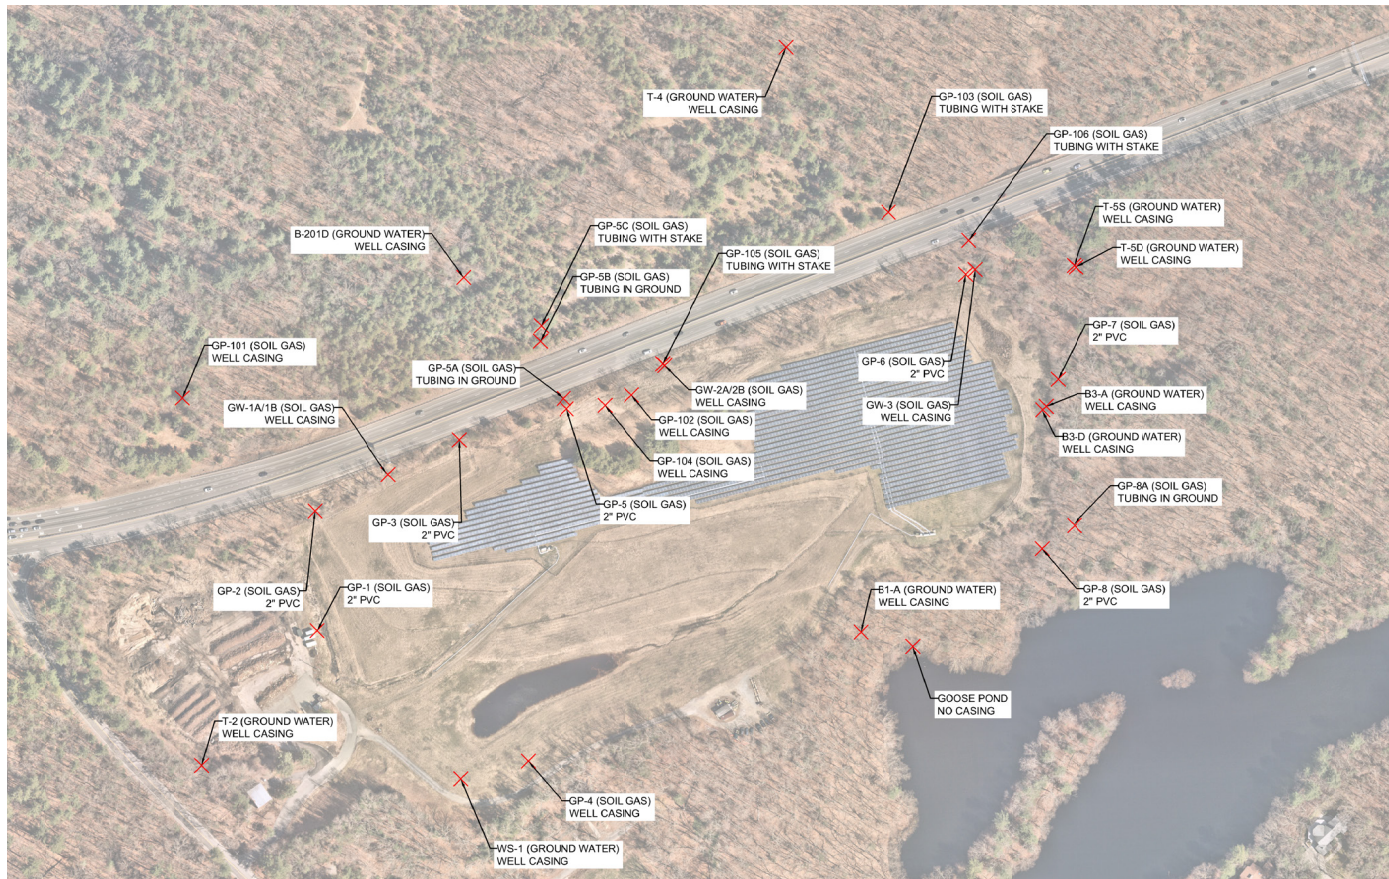 T-4 (GROUND WATER)
WELL CASING
GP-103 (SOIL GAS)
TUBING WITH STAKE
GP-106 (SOIL GAS)
TUBING WITH STAKE
T-5S (GROUND WATER)
WELL CASING
B-201D (GROUND WATER)
WELL CASING
GP-5C (SOIL GAS)
TUBING WITH STAKE
T-5D (GROUND WATER)
WELL CASING
GP-105 (SOIL GAS)
TUBING WITH STAKE
GP-5B (SOIL GAS)
TUBING IN GROUND
GP-7 (SOIL GAS)
2" PVC
GP-101 (SOIL GAS)
WELL CASING
GP-6 (SOIL GAS)
2" PVC
GP-5A (SOIL GAS)
TUBING IN GROUND
GW-2A/2B (SOIL GAS)
WELL CASING
B3-A (GROUND WATER)
WELL CASING
GW-1A/1B (SOIL GAS)
WELL CASING
GW-3 (SOIL GAS)
WELL CASING
GP-102 (SOIL GAS)
WELL CASING
B3-D (GROUND WATER)
WELL CASING
GP-104 (SOIL GAS)
WELL CASING
GP-8A (SOIL GAS)
TUBING IN GROUND
GP-5 (SOIL GAS)
2" PVC
GP-3 (SOIL GAS)
2" PVC
GP-2 (SOIL GAS)
2" PVC
GP-1 (SOIL GAS)
2" PVC
B1-A (GROUND WATER)
WELL CASING
GP-8 (SOIL GAS)
2" PVC
GOOSE POND
NO CASING
T-2 (GROUND WATER)
WELL CASING
GP-4 (SOIL GAS)
WELL CASING
WS-1 (GROUND WATER)
WELL CASING